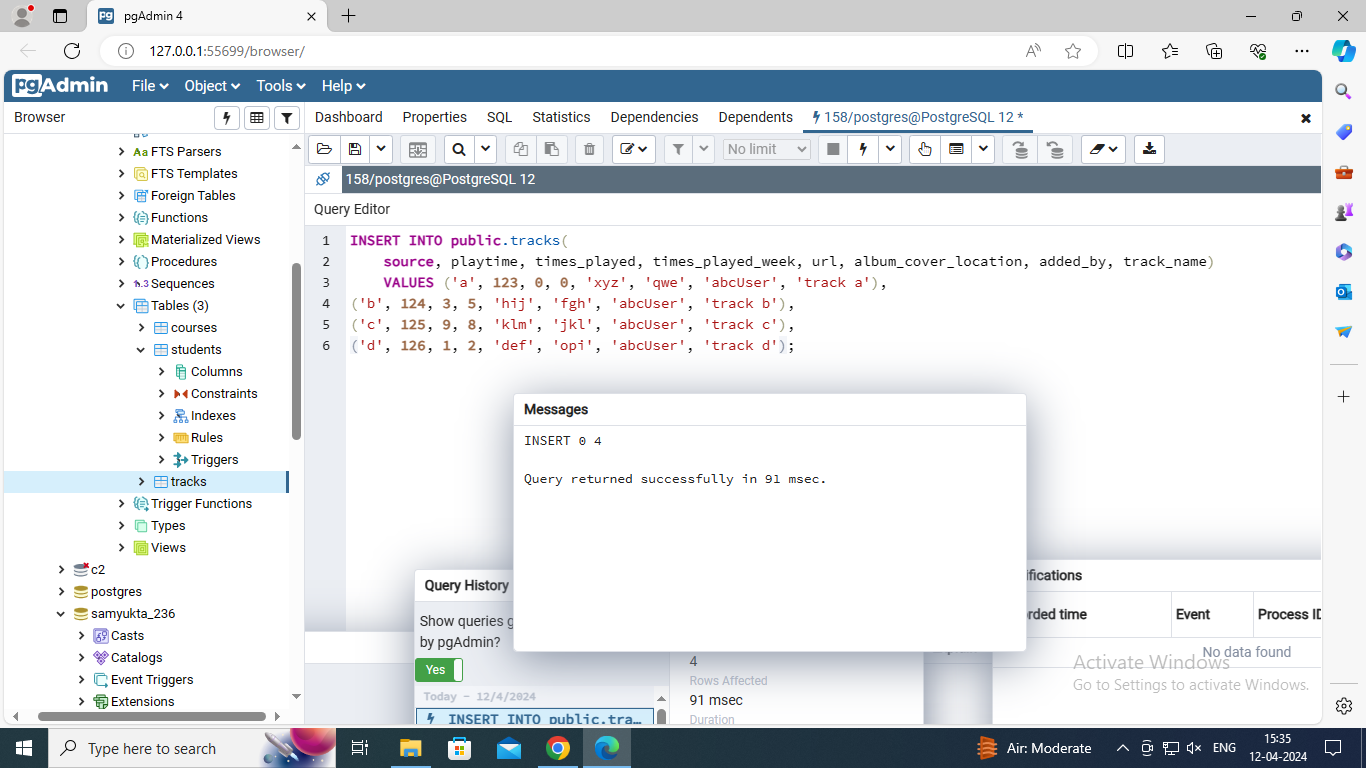 pgAdmin 4
127.0.0.1:55699/browser/
pgAdmin File Object Tools Help
Browser
Dashboard Properties SQL Statistics Dependencies Dependents 158/postgres@PostgreSQL 12 *
FTS Parsers
FTS Templates
Foreign Tables
Functions
Materialized Views
Procedures
1..3 Sequences
Tables (3)
courses
students
Columns
Constraints
Indexes
Rules
Triggers
tracks
Trigger Functions
Types
Views
c2
postgres
samyukta_236
Casts
Catalogs
Event Triggers
Extensions
No limit
158/postgres@PostgreSQL 12
Query Editor
1 INSERT INTO public.tracks(
2 source, playtime, times_played, times_played_week, url, album_cover_location, added_by, track_name)
3 VALUES ('a', 123, 0, 0, 'xyz', 'qwe', 'abcUser', 'track a'),
4 ('b', 124, 3, 5, 'hij', 'fgh', 'abcUser', 'track b'),
5 ('c', 125, 9, 8, 'klm', 'jkl', 'abcUser', 'track c'),
6 ('d', 126, 1, 2, 'def', 'opi', 'abcUser', 'track d');
Messages
INSERT 0 4
Query returned successfully in 91 msec.
Query History
Show queries g
by pgAdmin?
Yes
Today - 12/4/2024
INSERT INTO public.tra…
4
Rows Affected
91 msec
Duration
ifications
rded time Event Process ID
No data found
Activate Windows
Go to Settings to activate Windows.
Type here to search
Air: Moderate
ENG
15:35
12-04-2024